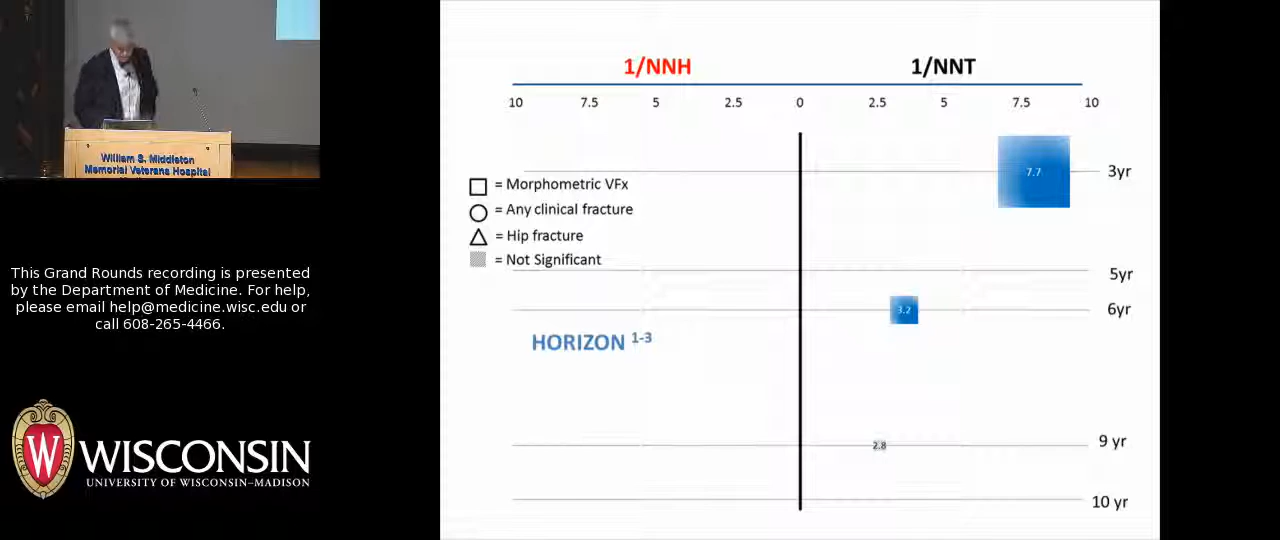 William S. Middleton
Memorial Veterans Hospital
This Grand Rounds recording is presented
by the Department of Medicine. For help,
please email help@medicine.wisc.edu or
call 608-265-4466.
W
WISCONSIN
UNIVERSITY OF WISCONSIN–MADISON
1/NNH 1/NNT
10 7.5 5 2.5 0 2.5 5 7.5 10
7.7 3yr
= Morphometric VFx
= Any clinical fracture
= Hip fracture
= Not Significant
5yr
3.2 6yr
HORIZON 1-3
2.8 9 yr
10 yr